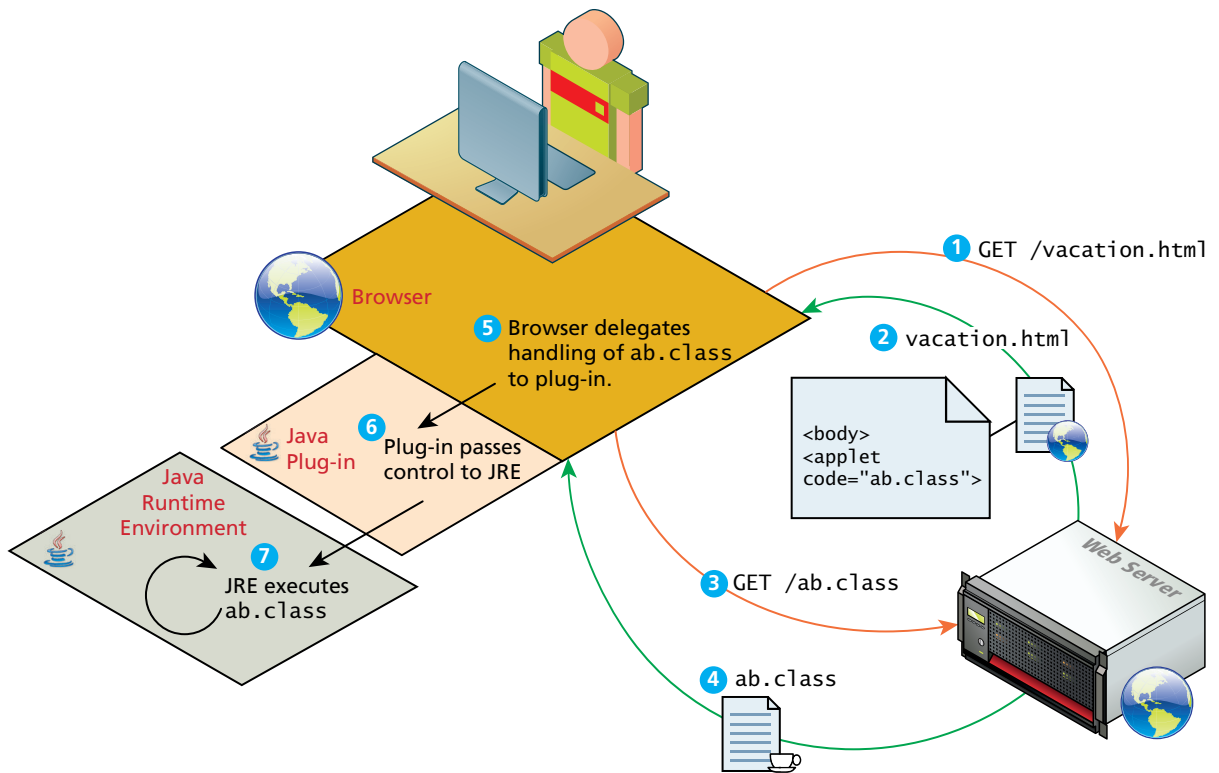 1 GET /vacation.html
Browser
5 Browser delegates
handling of ab.class
to plug-in.
2 vacation.html
<body>
<applet
code="ab.class">
Java
Plug-in
6 Plug-in passes
control to JRE
Java
Runtime
Environment
7
JRE executes
ab.class
3 GET /ab.class
Web Server
4 ab.class